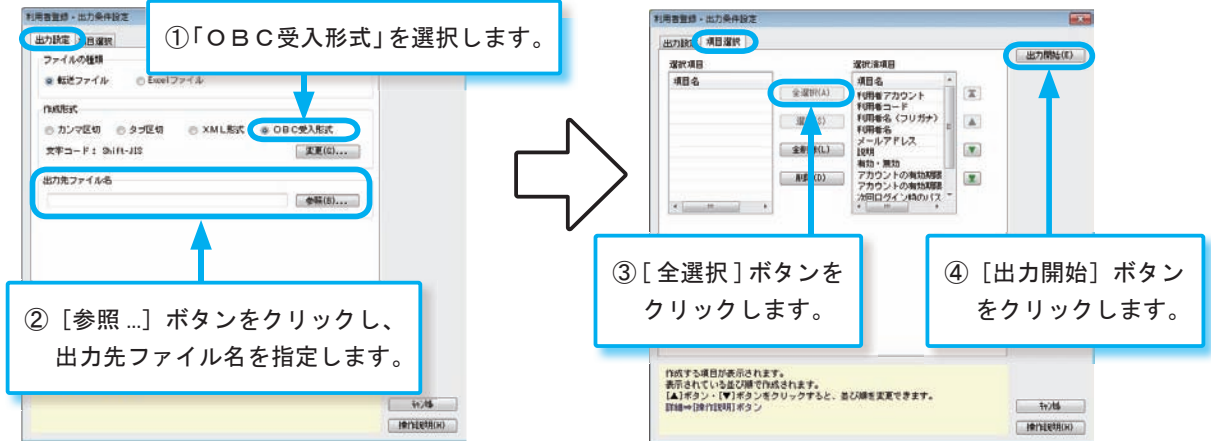 利用者登録・出力条件設定
出力設定 項目選択
①「ＯＢＣ受入形式」を選択します。
ファイルの種類
転送ファイル Excelファイル
作成形式
カンマ区切 タブ区切 XML形式 ＯＢＣ受入形式
文字コード： Shift-JIS 変更(C)...
出力先ファイル名
参照(B)...
②［参照 ...］ボタンをクリックし、
出力先ファイル名を指定します。
ｷｬﾝｾﾙ
操作説明(H)
利用者登録・出力条件設定
出力設定 項目選択
出力開始(E)
選択項目
項目名
全選択(A)
全削除(L)
削除(D)
選択済項目
項目名
利用者アカウント
利用者コード
利用者名（フリガナ）
利用者名
メールアドレス
説明
有効・無効
アカウントの有効期限
アカウントの有効期限
次回ログイン時のパス
③ [ 全選択 ] ボタンを
クリックします。
④［出力開始］ボタン
をクリックします。
作成する項目が表示されます。
表示されている並び順で作成されます。
[▲]ボタン・[▼]ボタンをクリックすると、並び順を変更できます。
詳細⇒[操作説明]ボタン
ｷｬﾝｾﾙ
操作説明(H)